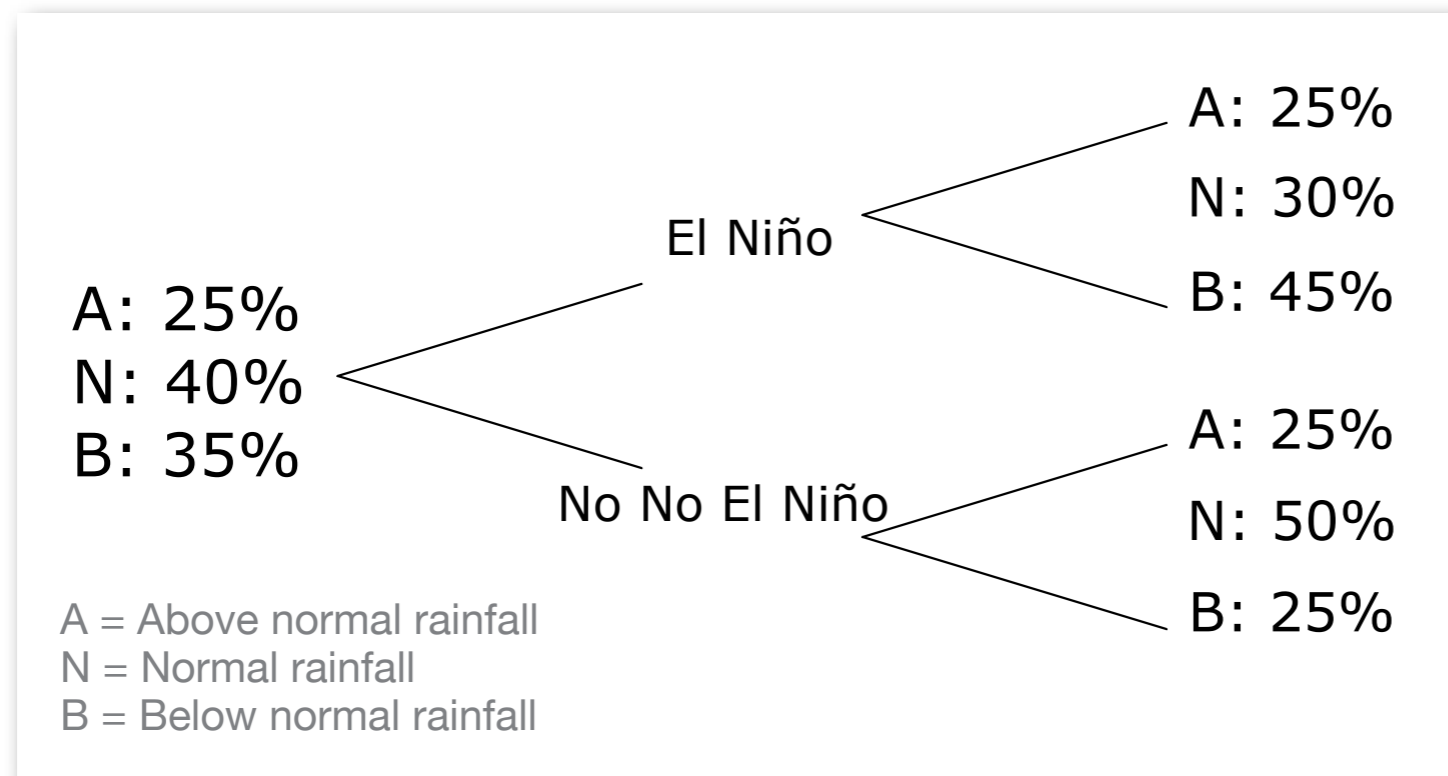 A: 25%
N: 40%
B: 35%
El Niño
No No El Niño
A: 25%
N: 30%
B: 45%
A: 25%
N: 50%
B: 25%
A = Above normal rainfall
N = Normal rainfall
B = Below normal rainfall